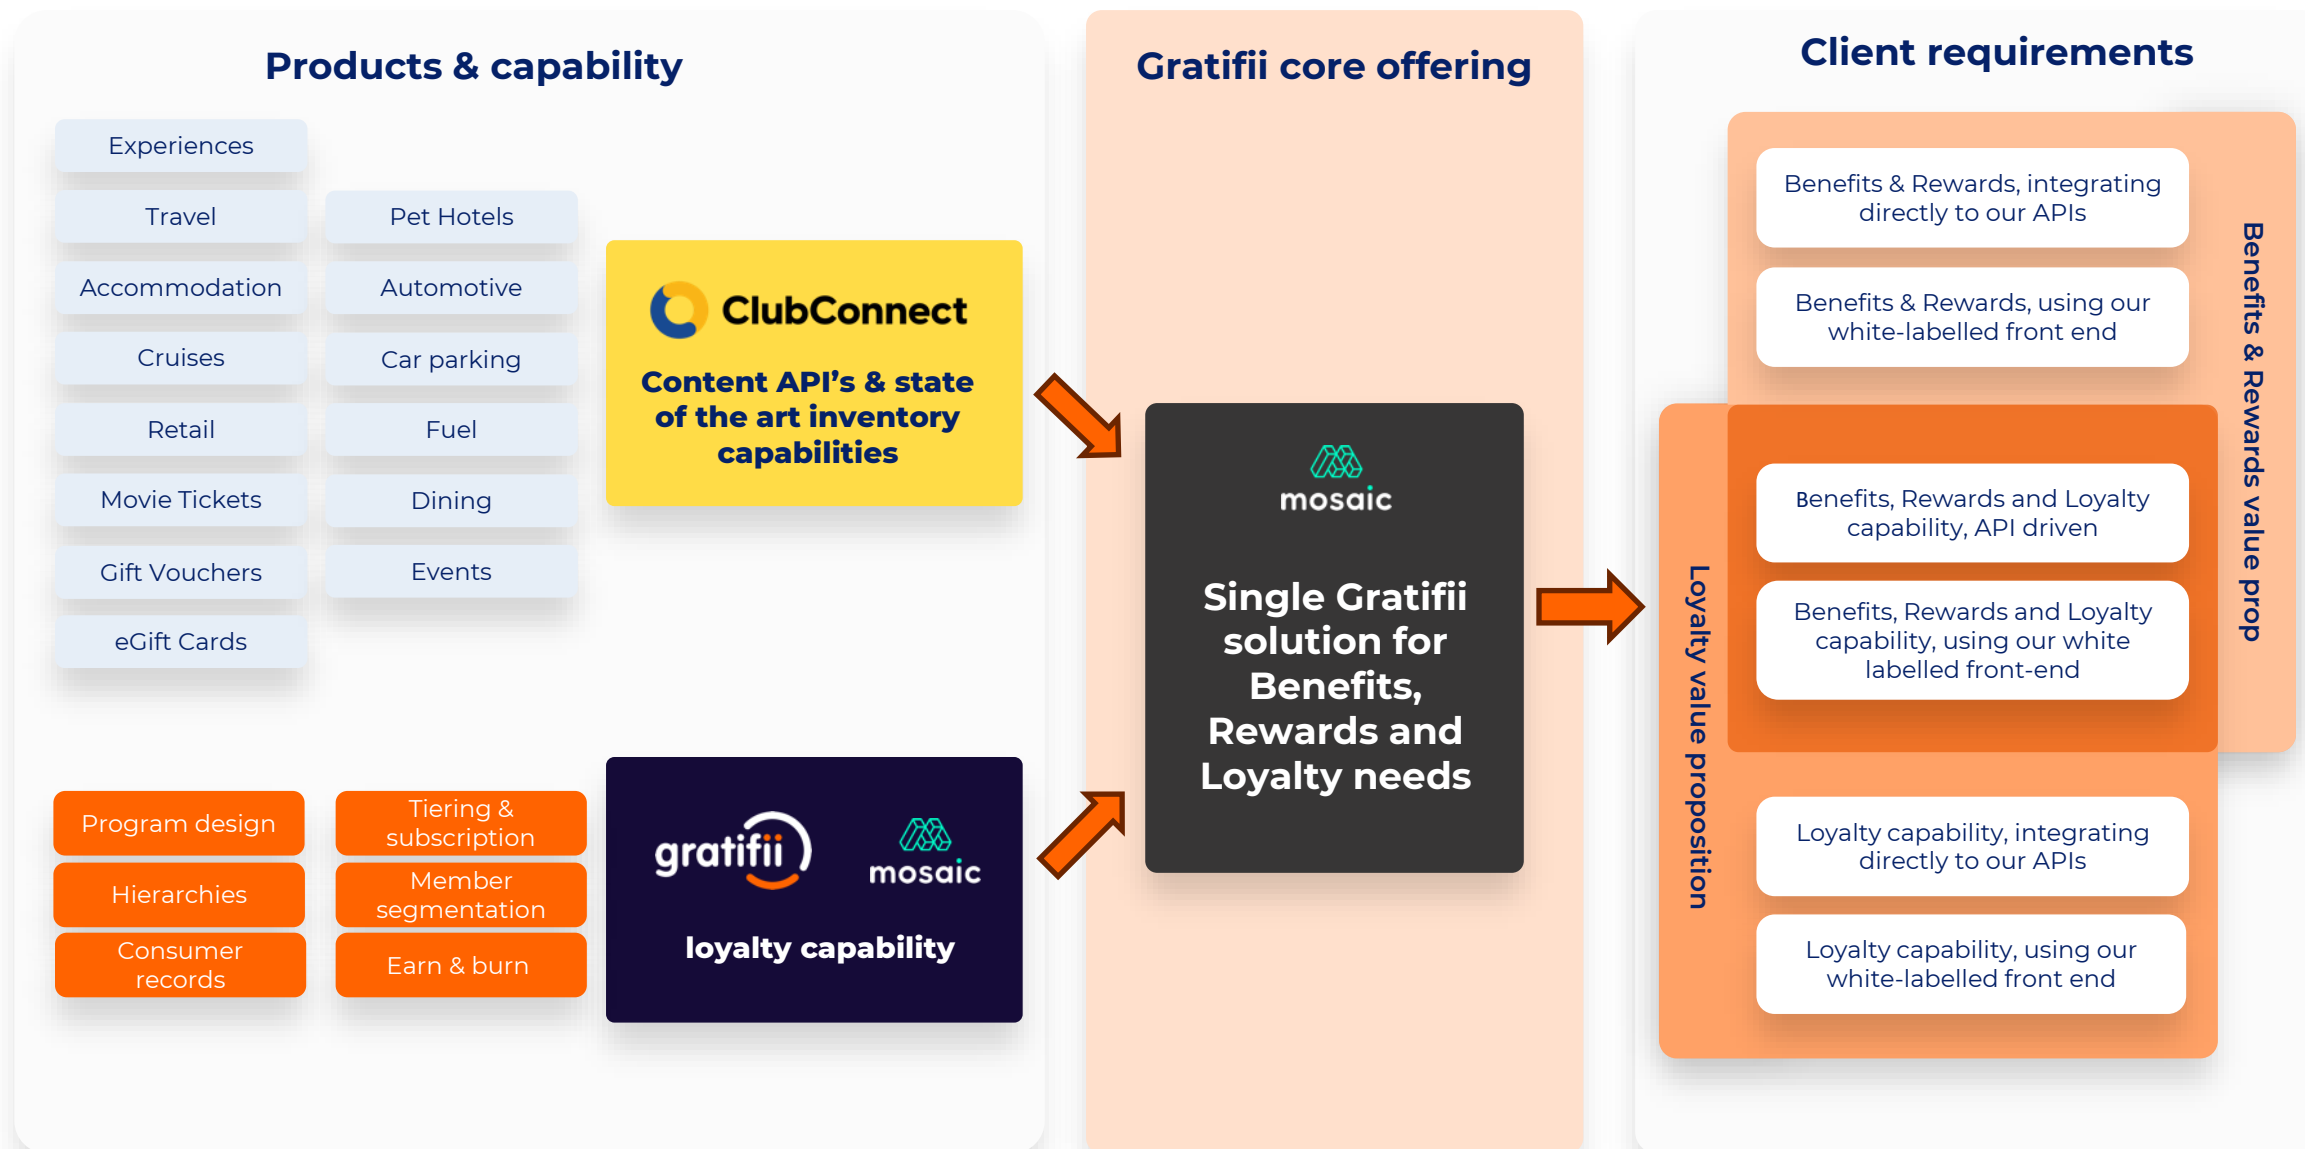 Products & capability
Experiences
Travel
Accommodation
Cruises
Retail
Movie Tickets
Gift Vouchers
eGift Cards
Pet Hotels
Automotive
Car parking
Fuel
Dining
Events
ClubConnect
Content API's & state
of the art inventory
capabilities
Program design
Hierarchies
Consumer
records
Tiering &
subscription
Member
segmentation
Earn & burn
gratifii
mosaic
loyalty capability
Gratifii core offering
mosaic
Single Gratifii
solution for
Benefits,
Rewards and
Loyalty needs
Client requirements
Benefits & Rewards, integrating
directly to our APIs
Benefits & Rewards, using our
white-labelled front end
Benefits, Rewards and Loyalty
capability, API driven
Benefits, Rewards and Loyalty
capability, using our white
labelled front-end
Loyalty capability, integrating
directly to our APIs
Loyalty capability, using our
white-labelled front end
Loyalty value proposition
Benefits & Rewards value prop